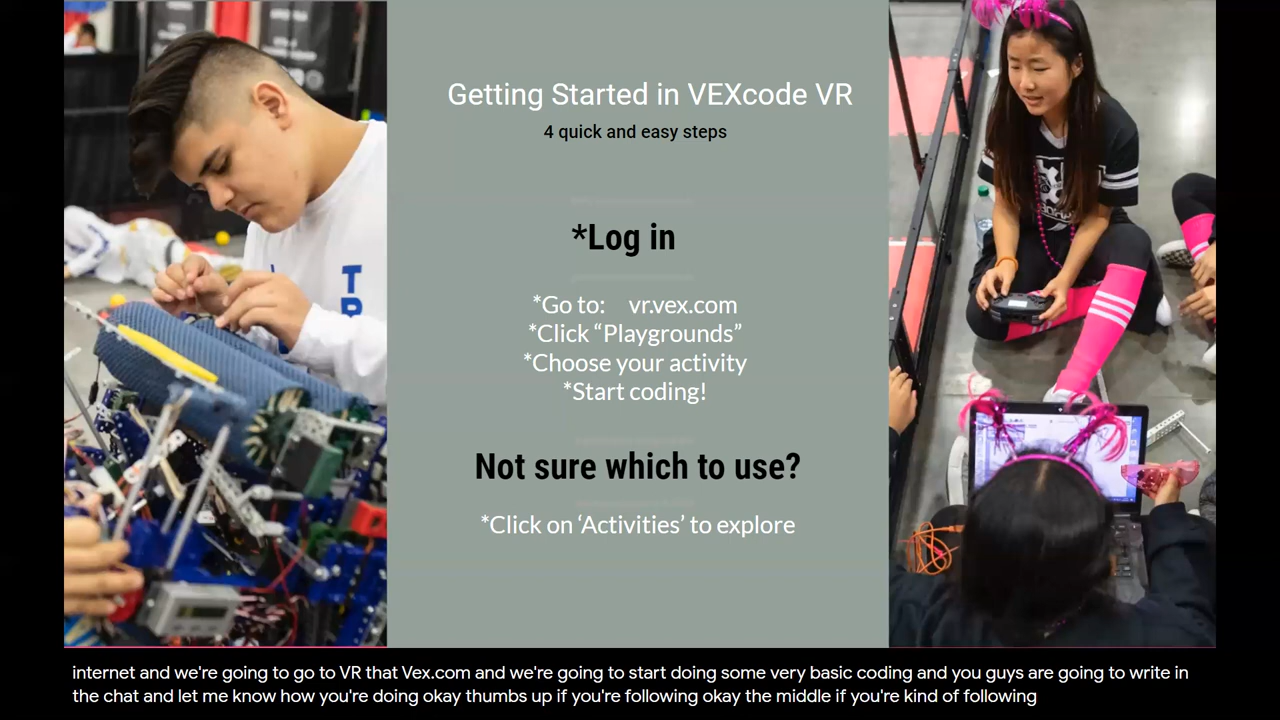 Getting Started in VEXcode VR
4 quick and easy steps
*Log in
*Go to: vr.vex.com
*Click “Playgrounds”
*Choose your activity
*Start coding!
Not sure which to use?
*Click on ‘Activities’ to explore
internet and we're going to go to VR that Vex.com and we're going to start doing some very basic coding and you guys are going to write in
the chat and let me know how you're doing okay thumbs up if you're following okay the middle if you're kind of following